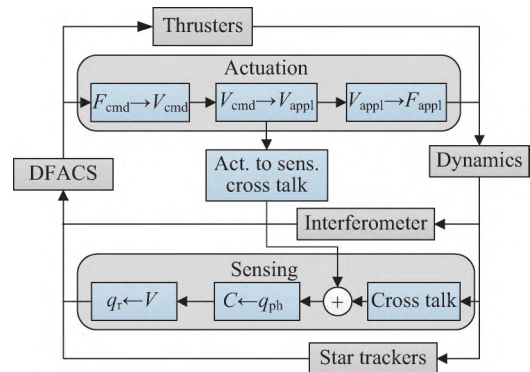 Thrusters
Actuation
F_cmd→V_cmd
V_cmd→V_appl
V_appl→F_appl
DFACS
Act. to sens.
cross talk
Dynamics
Interferometer
Sensing
q_r←V
C←q_ph
+
Cross talk
Star trackers